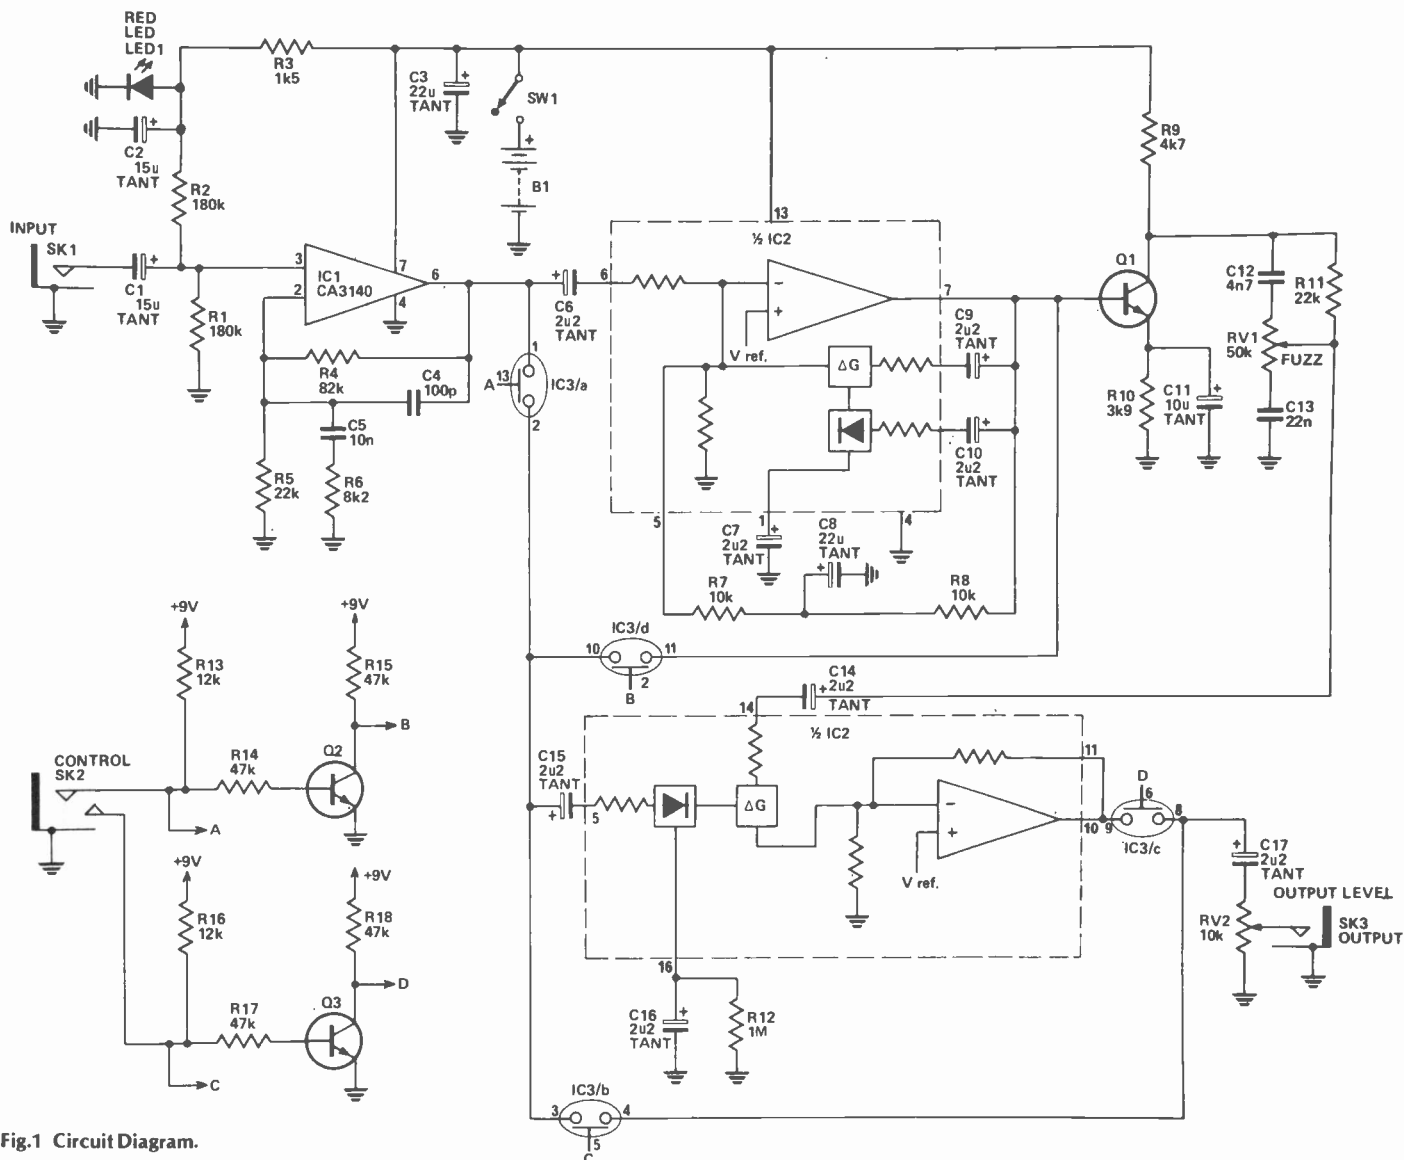 RED
LED
LED1
R3
1k5
C3
22u
TANT
SW1
B1
C2
15u
TANT
R2
180k
INPUT
SK1
C1
15u
TANT
R1
180k
3
2
IC1
CA3140
7
4
6
R4
82k
C4
100p
C5
10n
R5
22k
R6
8k2
C6
2u2
TANT
1
A 13
IC3/a
2
6
13
½ IC2
V ref.
ΔG
7
C9
2u2
TANT
C10
2u2
TANT
5
1
4
C7
2u2
TANT
C8
22u
TANT
R7
10k
R8
10k
R9
4k7
Q1
R10
3k9
C11
10u
TANT
C12
4n7
R11
22k
RV1
50k
FUZZ
C13
22n
IC3/d
10
11
2
B
+9V
R13
12k
+9V
R15
47k
B
CONTROL
SK2
R14
47k
Q2
A
+9V
R16
12k
+9V
R18
47k
D
R17
47k
Q3
C
C14
2u2
TANT
14
½ IC2
C15
2u2
TANT
5
ΔG
V ref.
11
10
9
D
6
8
IC3/c
C17
2u2
TANT
OUTPUT LEVEL
RV2
10k
SK3
OUTPUT
16
C16
2u2
TANT
R12
1M
IC3/b
3
4
5
C
Fig.1 Circuit Diagram.